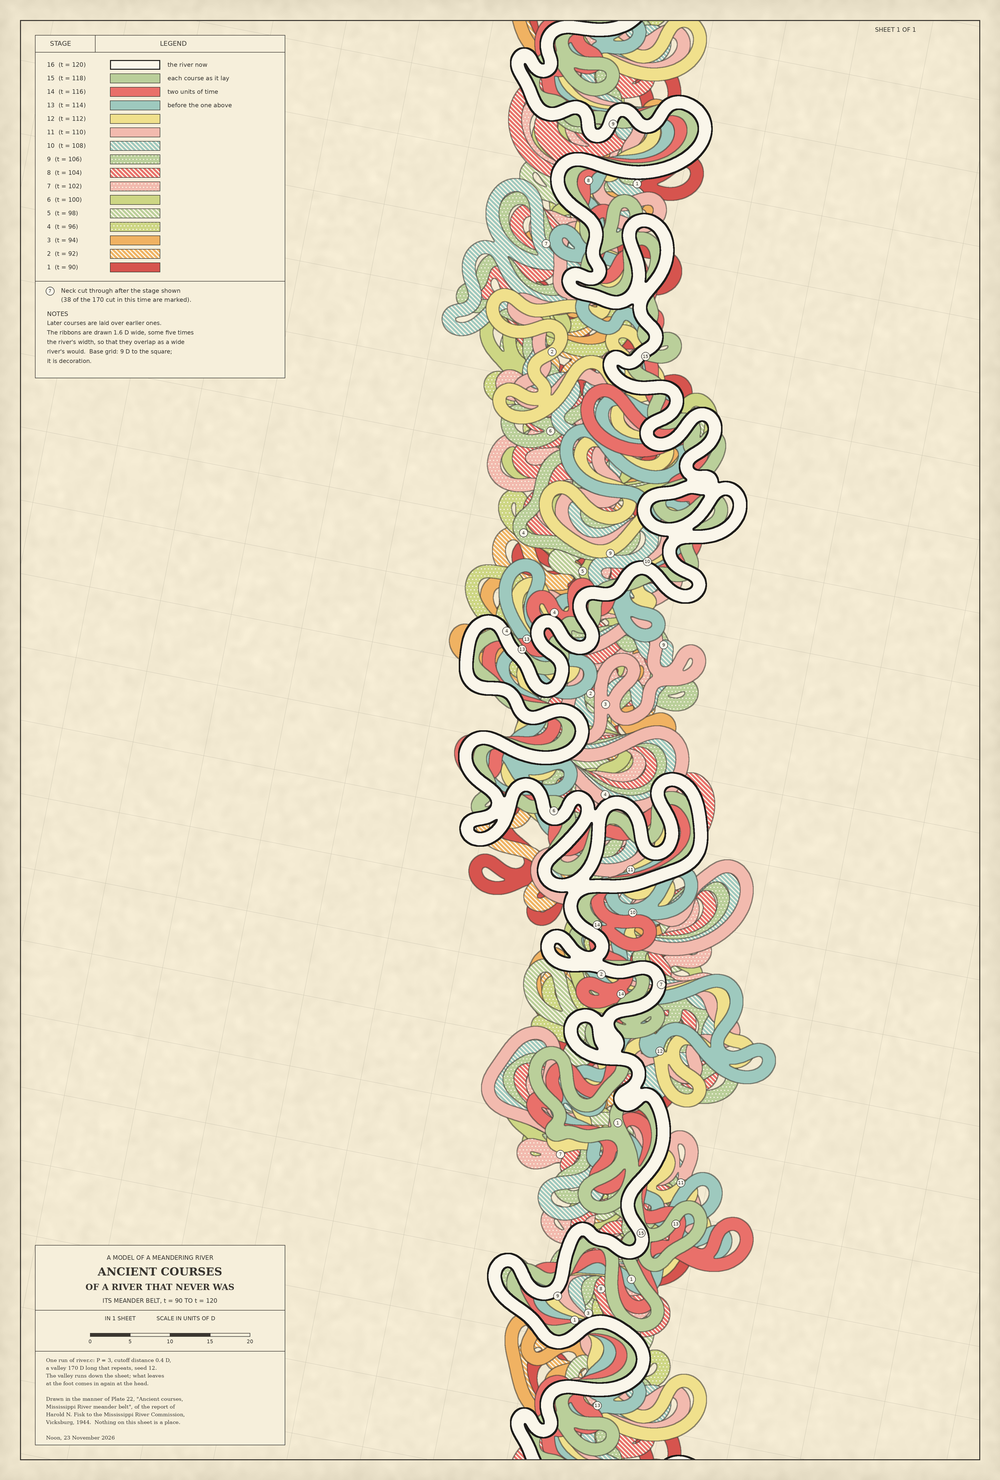 SHEET 1 OF 1
STAGE LEGEND
16 (t = 120) the river now
15 (t = 118) each course as it lay
14 (t = 116) two units of time
13 (t = 114) before the one above
12 (t = 112)
11 (t = 110)
10 (t = 108)
9 (t = 106)
8 (t = 104)
7 (t = 102)
6 (t = 100)
5 (t = 98)
4 (t = 96)
3 (t = 94)
2 (t = 92)
1 (t = 90)
7 Neck cut through after the stage shown
(38 of the 170 cut in this time are marked).
NOTES
Later courses are laid over earlier ones.
The ribbons are drawn 1.6 D wide, some five times
the river's width, so that they overlap as a wide
river's would. Base grid: 9 D to the square;
it is decoration.
A MODEL OF A MEANDERING RIVER
ANCIENT COURSES
OF A RIVER THAT NEVER WAS
ITS MEANDER BELT, t = 90 TO t = 120
IN 1 SHEET SCALE IN UNITS OF D
0 5 10 15 20
One run of river.c: P = 3, cutoff distance 0.4 D,
a valley 170 D long that repeats, seed 12.
The valley runs down the sheet; what leaves
at the foot comes in again at the head.
Drawn in the manner of Plate 22, "Ancient courses,
Mississippi River meander belt", of the report of
Harold N. Fisk to the Mississippi River Commission,
Vicksburg, 1944. Nothing on this sheet is a place.
Noon, 23 November 2026